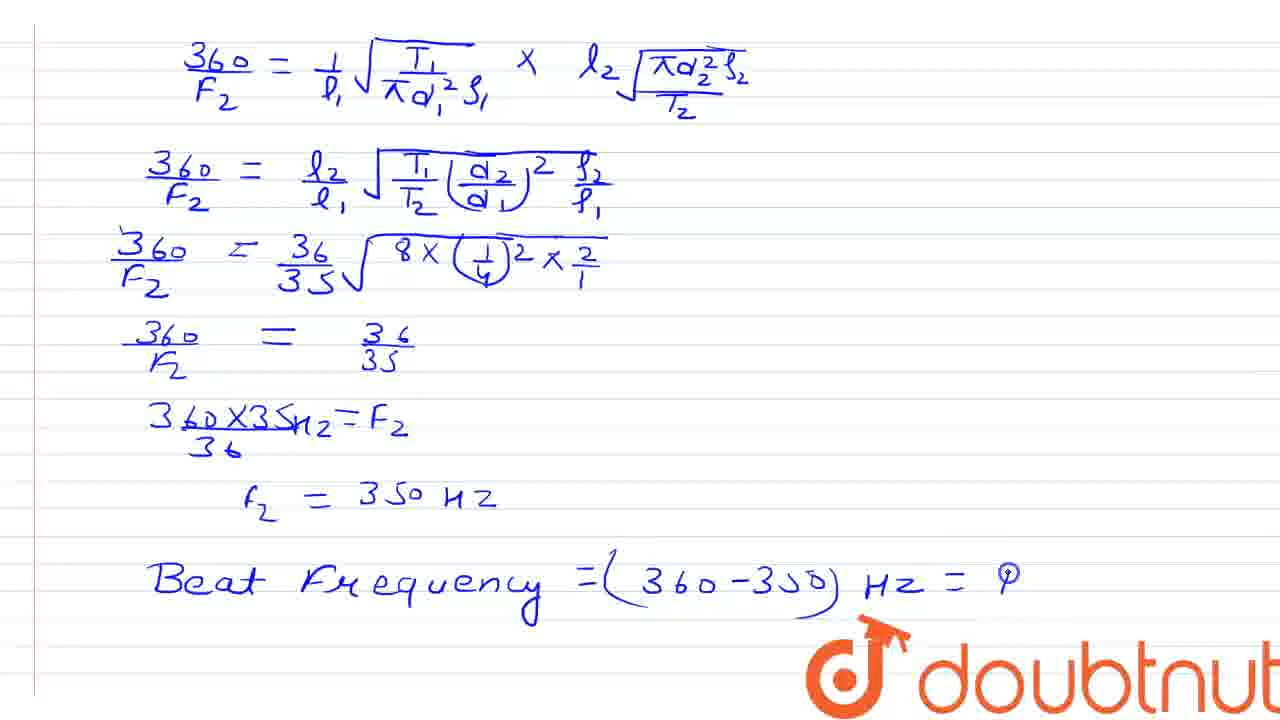 360/F₂ = 1/l₁ √(T₁/(πd₁²ρ₁)) × l₂ √(πd₂²ρ₂/T₂)
360/F₂ = l₂/l₁ √(T₁/T₂ (d₂/d₁)² ρ₂/ρ₁)
360/F₂ = 36/35 √(8 × (1/4)² × 2/1)
360/F₂ = 36/35
360×35/36 Hz = F₂
F₂ = 350 Hz
Beat Frequency = (360 - 350) Hz =
doubtnut